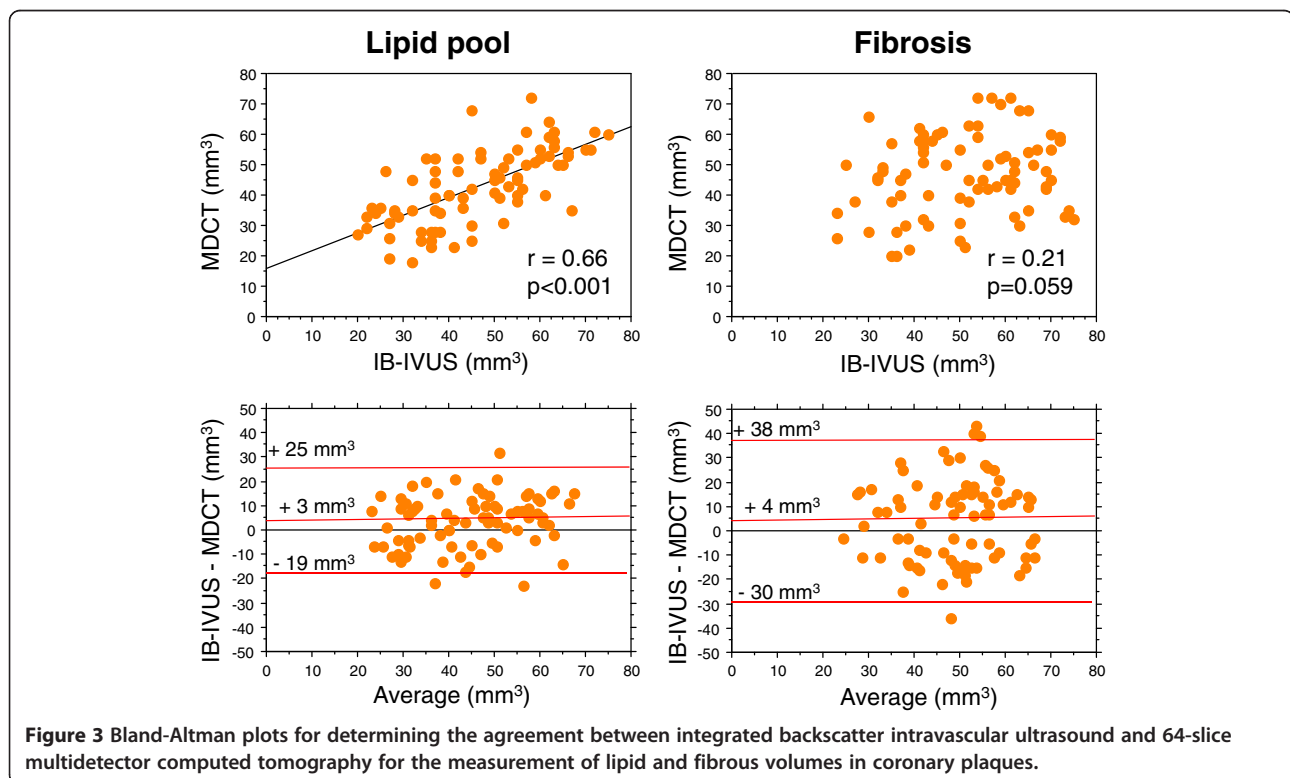 Lipid pool
Fibrosis
MDCT (mm³)
80
70
60
50
40
30
20
10
0
r = 0.66
p<0.001
0 10 20 30 40 50 60 70 80
IB-IVUS (mm³)
MDCT (mm³)
80
70
60
50
40
30
20
10
0
r = 0.21
p=0.059
0 10 20 30 40 50 60 70 80
IB-IVUS (mm³)
IB-IVUS - MDCT (mm³)
50
40
30
20
10
0
-10
-20
-30
-40
-50
+ 25 mm³
+ 3 mm³
- 19 mm³
0 10 20 30 40 50 60 70 80
Average (mm³)
IB-IVUS - MDCT (mm³)
50
40
30
20
10
0
-10
-20
-30
-40
-50
+ 38 mm³
+ 4 mm³
- 30 mm³
0 10 20 30 40 50 60 70 80
Average (mm³)
Figure 3 Bland-Altman plots for determining the agreement between integrated backscatter intravascular ultrasound and 64-slice
multidetector computed tomography for the measurement of lipid and fibrous volumes in coronary plaques.